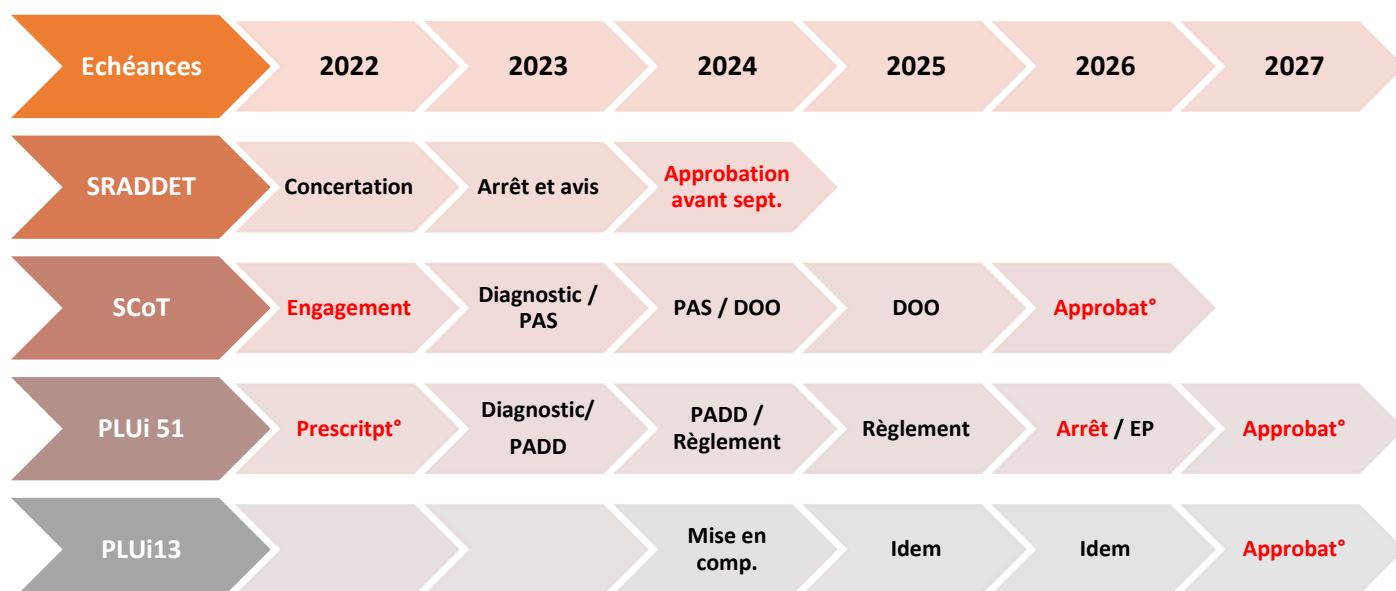 Echéances 2022 2023 2024 2025 2026 2027
SRADDET Concertation Arrêt et avis Approbation
avant sept.
SCoT Engagement Diagnostic /
PAS PAS / DOO DOO Approbat°
PLUi 51 Prescritpt° Diagnostic/
PADD PADD /
Règlement Règlement Arrêt / EP Approbat°
PLUi13 Mise en
comp. Idem Idem Approbat°